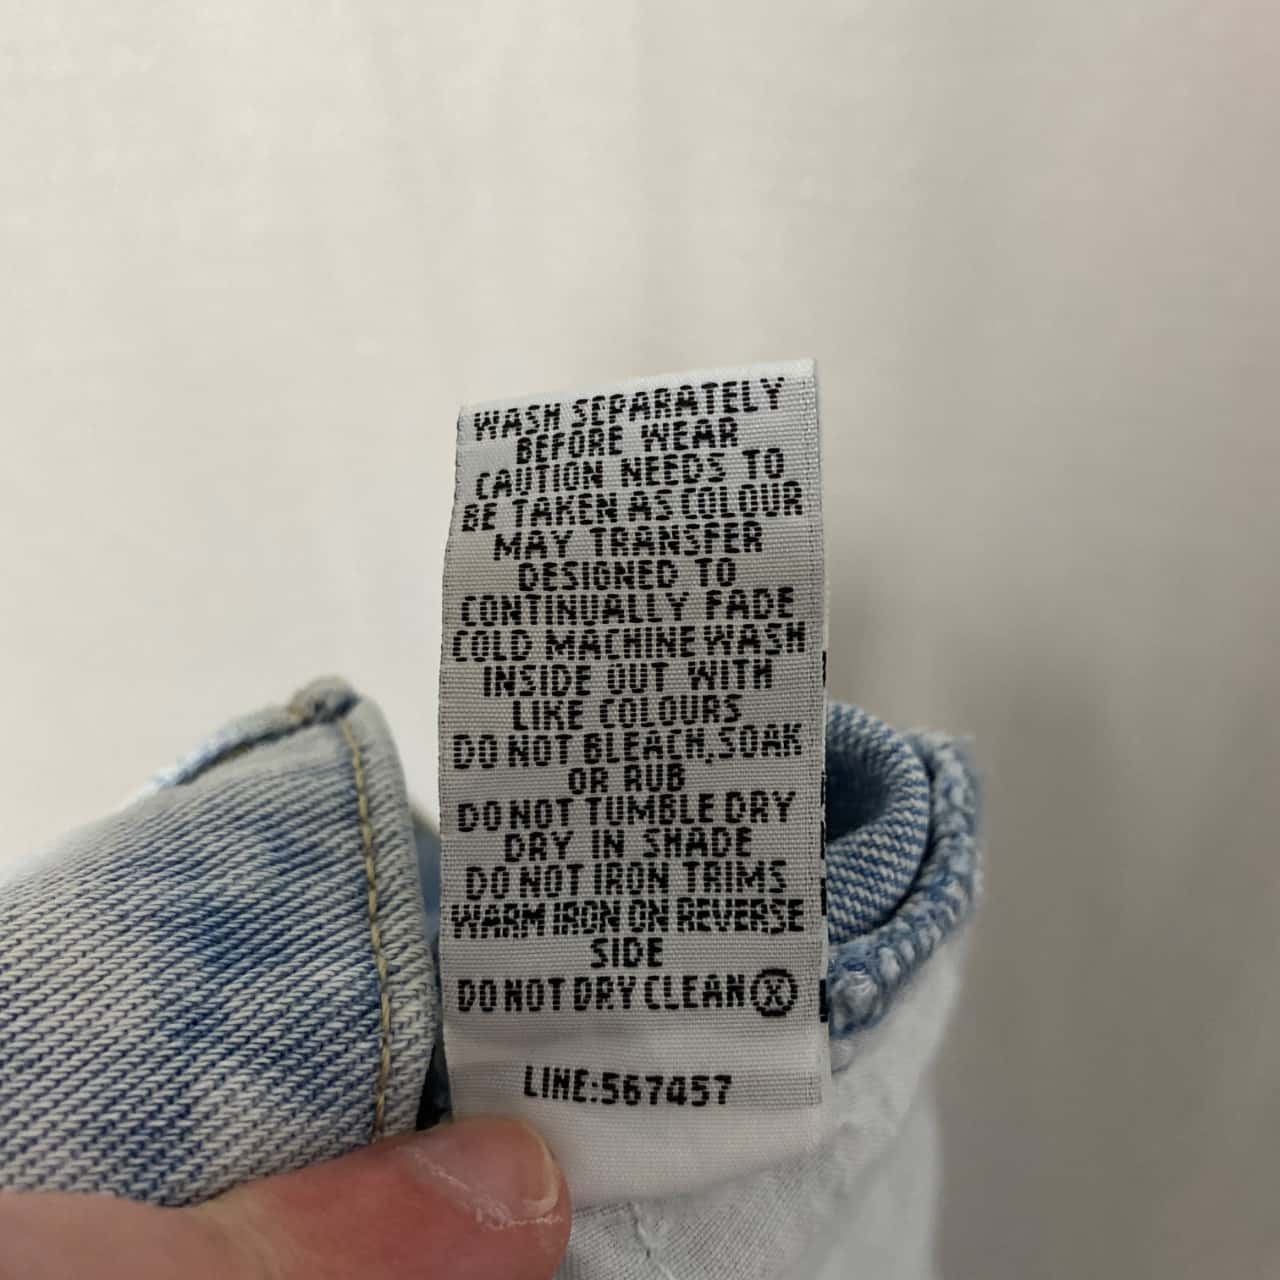 WASH SEPARATELY
BEFORE WEAR
CAUTION NEEDS TO
BE TAKEN AS COLOUR
MAY TRANSFER
DESIGNED TO
CONTINUALLY FADE
COLD MACHINE WASH
INSIDE OUT WITH
LIKE COLOURS
DO NOT BLEACH,SOAK
OR RUB
DO NOT TUMBLE DRY
DRY IN SHADE
DO NOT IRON TRIMS
WARM IRON ON REVERSE
SIDE
DO NOT DRY CLEAN Ⓧ
LINE:567457